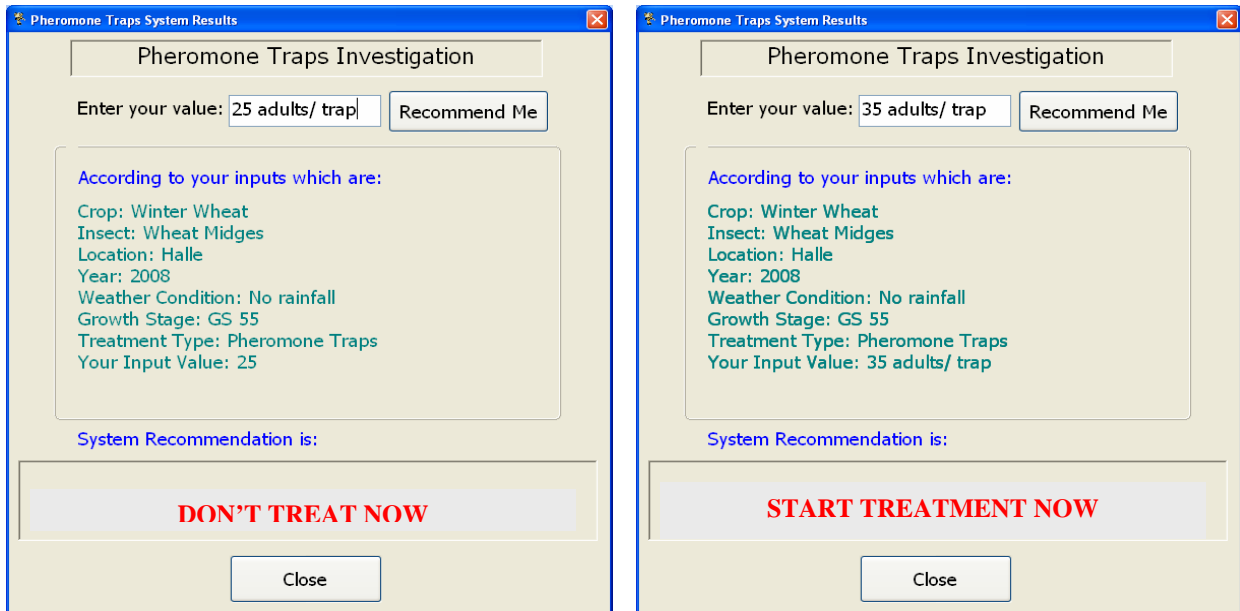 Pheromone Traps System Results
Pheromone Traps Investigation
Enter your value: 25 adults/ trap Recommend Me
According to your inputs which are:
Crop: Winter Wheat
Insect: Wheat Midges
Location: Halle
Year: 2008
Weather Condition: No rainfall
Growth Stage: GS 55
Treatment Type: Pheromone Traps
Your Input Value: 25
System Recommendation is:
DON'T TREAT NOW
Close
Pheromone Traps System Results
Pheromone Traps Investigation
Enter your value: 35 adults/ trap Recommend Me
According to your inputs which are:
Crop: Winter Wheat
Insect: Wheat Midges
Location: Halle
Year: 2008
Weather Condition: No rainfall
Growth Stage: GS 55
Treatment Type: Pheromone Traps
Your Input Value: 35 adults/ trap
System Recommendation is:
START TREATMENT NOW
Close